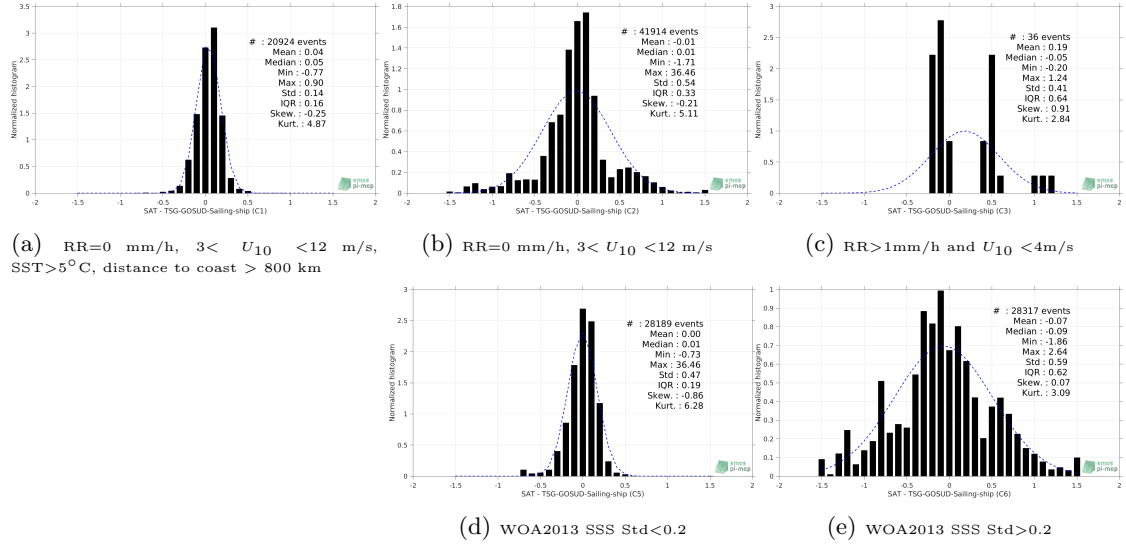 3.5
3
2.5
2
1.5
1
0.5
0
-2 -1.5 -1 -0.5 0 0.5 1 1.5 2
Normalized histogram
SAT - TSG-GOSUD-Sailing-ship (C1)
# : 20924 events
Mean : 0.04
Median : 0.05
Min : -0.77
Max : 0.90
Std : 0.14
IQR : 0.16
Skew. : -0.25
Kurt. : 4.87
smos
pi-mep
(a) RR=0 mm/h, 3< U10 <12 m/s,
SST>5°C, distance to coast > 800 km
1.8
1.6
1.4
1.2
1
0.8
0.6
0.4
0.2
0
-2 -1.5 -1 -0.5 0 0.5 1 1.5 2
Normalized histogram
SAT - TSG-GOSUD-Sailing-ship (C2)
# : 41914 events
Mean : -0.01
Median : 0.01
Min : -1.71
Max : 36.46
Std : 0.54
IQR : 0.33
Skew. : -0.21
Kurt. : 5.11
smos
pi-mep
(b) RR=0 mm/h, 3< U10 <12 m/s
3
2.5
2
1.5
1
0.5
0
-2 -1.5 -1 -0.5 0 0.5 1 1.5 2
Normalized histogram
SAT - TSG-GOSUD-Sailing-ship (C3)
# : 36 events
Mean : 0.19
Median : -0.05
Min : -0.20
Max : 1.24
Std : 0.41
IQR : 0.64
Skew. : 0.91
Kurt. : 2.84
smos
pi-mep
(c) RR>1mm/h and U10 <4m/s
3
2.5
2
1.5
1
0.5
0
-2 -1.5 -1 -0.5 0 0.5 1 1.5 2
Normalized histogram
SAT - TSG-GOSUD-Sailing-ship (C5)
# : 28189 events
Mean : 0.00
Median : 0.01
Min : -0.73
Max : 36.46
Std : 0.47
IQR : 0.19
Skew. : -0.86
Kurt. : 6.28
smos
pi-mep
(d) WOA2013 SSS Std<0.2
1
0.9
0.8
0.7
0.6
0.5
0.4
0.3
0.2
0.1
0
-2 -1.5 -1 -0.5 0 0.5 1 1.5 2
Normalized histogram
SAT - TSG-GOSUD-Sailing-ship (C6)
# : 28317 events
Mean : -0.07
Median : -0.09
Min : -1.86
Max : 2.64
Std : 0.59
IQR : 0.62
Skew. : 0.07
Kurt. : 3.09
smos
pi-mep
(e) WOA2013 SSS Std>0.2